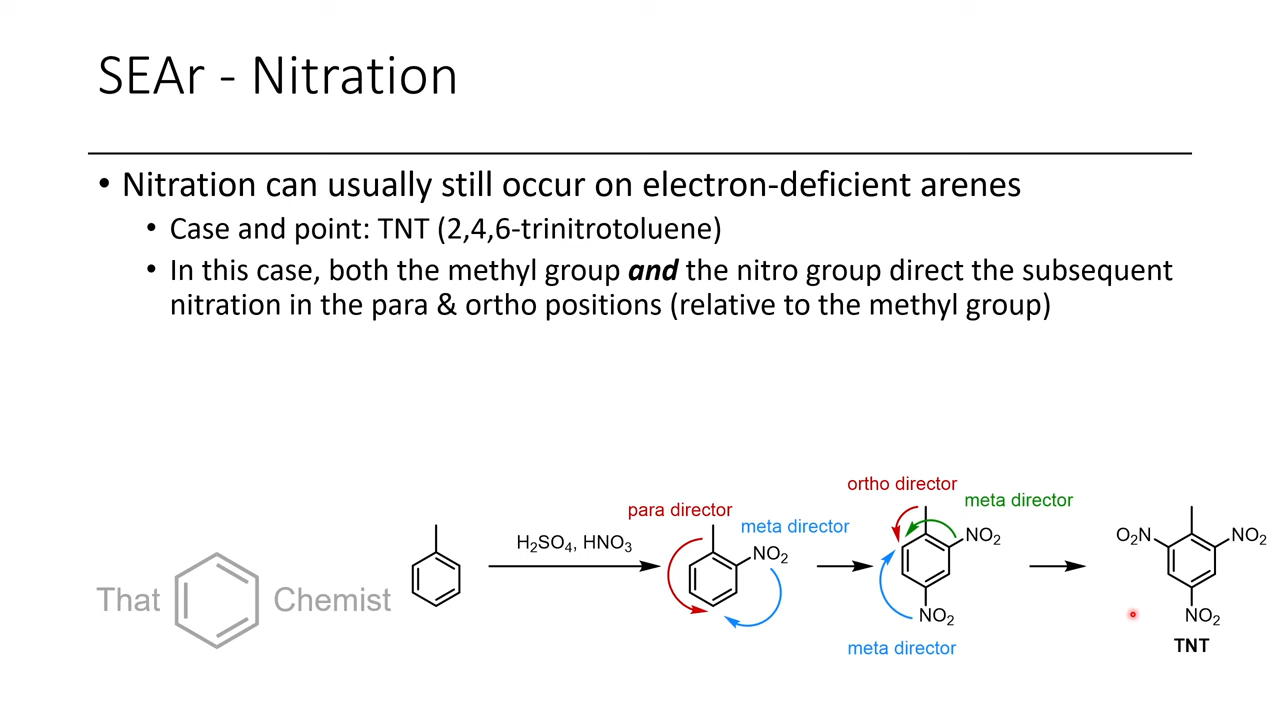 SEAr - Nitration
• Nitration can usually still occur on electron-deficient arenes
• Case and point: TNT (2,4,6-trinitrotoluene)
• In this case, both the methyl group and the nitro group direct the subsequent
nitration in the para & ortho positions (relative to the methyl group)
That Chemist
H₂SO₄, HNO₃
para director
meta director
NO₂
ortho director
meta director
NO₂
NO₂
meta director
O₂N
NO₂
NO₂
TNT